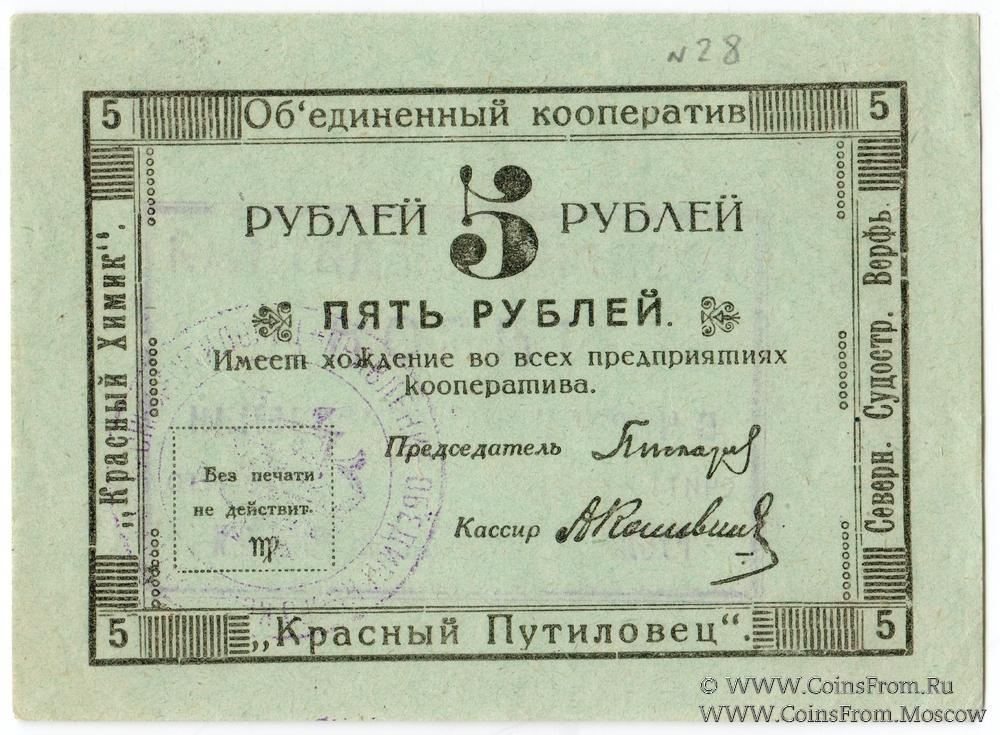 N28
5 Об‘единенный кооператив 5
„Красный Химик“.
РУБЛЕЙ 5 РУБЛЕЙ
ПЯТЬ РУБЛЕЙ.
Имеет хождение во всех предприятиях
кооператива.
Председатель
Без печати
не действит.
Кассир
Северн. Судостр. Верфь.
5 „Красный Путиловец“. 5
© WWW.CoinsFrom.Ru
WWW.CoinsFrom.Moscow